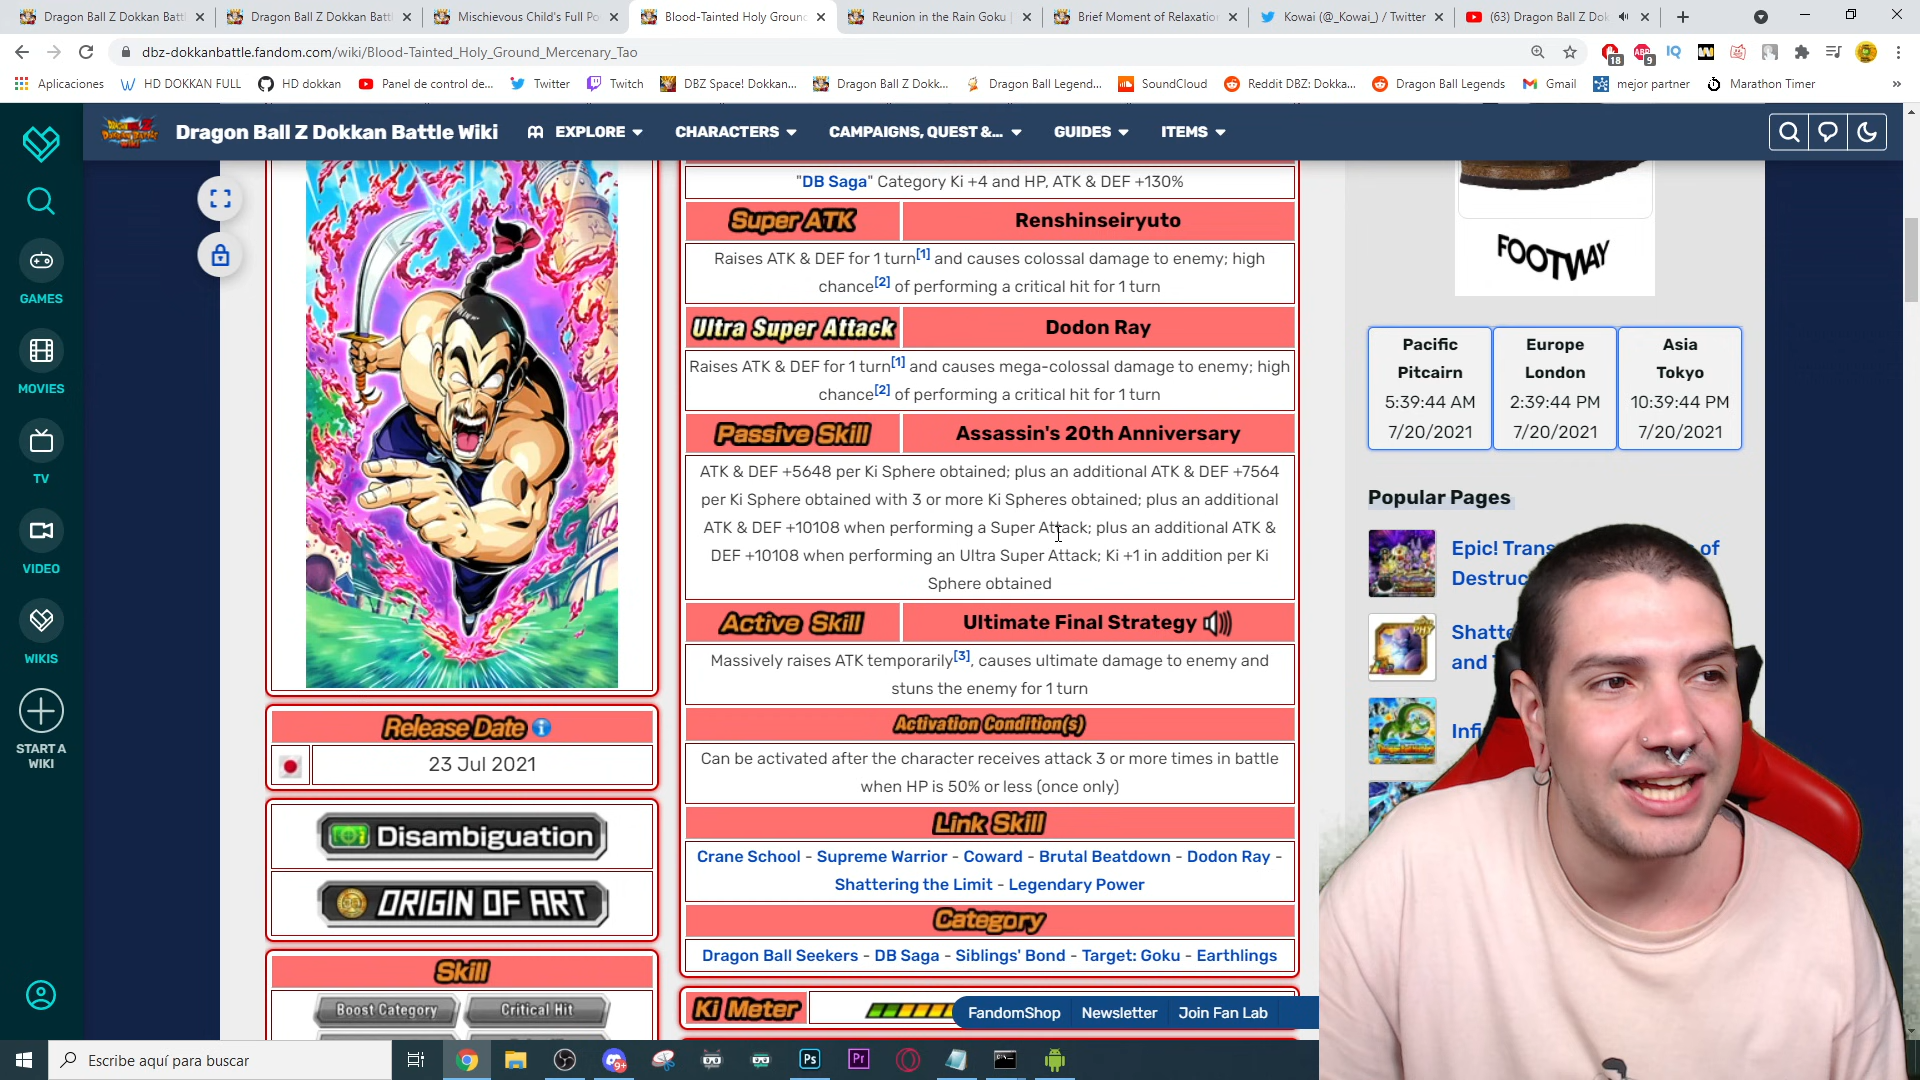 Dragon Ball Z Dokkan Batt
Dragon Ball Z Dokkan Batt
Mischievous Child's Full Po
Blood-Tainted Holy Groun
Reunion in the Rain Goku |
Brief Moment of Relaxatio
Kowai (@_Kowai_) / Twitter
(63) Dragon Ball Z Dok
dbz-dokkanbattle.fandom.com/wiki/Blood-Tainted_Holy_Ground_Mercenary_Tao
18
ABP
9
IQ
Aplicaciones
HD DOKKAN FULL
HD dokkan
Panel de control de...
Twitter
Twitch
DBZ Space! Dokkan...
Dragon Ball Z Dokk...
Dragon Ball Legend...
SoundCloud
Reddit DBZ: Dokka...
Dragon Ball Legends
Gmail
mejor partner
Marathon Timer
»
Dragon Ball Z Dokkan Battle Wiki
EXPLORE
CHARACTERS
CAMPAIGNS, QUEST &...
GUIDES
ITEMS
GAMES
MOVIES
TV
VIDEO
WIKIS
START A
WIKI
Release Date
23 Jul 2021
Disambiguation
ORIGIN OF ART
Skill
Boost Category
Critical Hit
"DB Saga" Category Ki +4 and HP, ATK & DEF +130%
Super ATK
Renshinseiryuto
Raises ATK & DEF for 1 turn[1] and causes colossal damage to enemy; high
chance[2] of performing a critical hit for 1 turn
Ultra Super Attack
Dodon Ray
Raises ATK & DEF for 1 turn[1] and causes mega-colossal damage to enemy; high
chance[2] of performing a critical hit for 1 turn
Passive Skill
Assassin's 20th Anniversary
ATK & DEF +5648 per Ki Sphere obtained; plus an additional ATK & DEF +7564
per Ki Sphere obtained with 3 or more Ki Spheres obtained; plus an additional
ATK & DEF +10108 when performing a Super Attack; plus an additional ATK &
DEF +10108 when performing an Ultra Super Attack; Ki +1 in addition per Ki
Sphere obtained
Active Skill
Ultimate Final Strategy
Massively raises ATK temporarily[3], causes ultimate damage to enemy and
stuns the enemy for 1 turn
Activation Condition(s)
Can be activated after the character receives attack 3 or more times in battle
when HP is 50% or less (once only)
Link Skill
Crane School - Supreme Warrior - Coward - Brutal Beatdown - Dodon Ray -
Shattering the Limit - Legendary Power
Category
Dragon Ball Seekers - DB Saga - Siblings' Bond - Target: Goku - Earthlings
Ki Meter
FandomShop
Newsletter
Join Fan Lab
FOOTWAY
Pacific
Pitcairn
5:39:44 AM
7/20/2021
Europe
London
2:39:44 PM
7/20/2021
Asia
Tokyo
10:39:44 PM
7/20/2021
Popular Pages
Epic! Trans
of
Destruc
Shatte
and
Infi
Escribe aquí para buscar
9+
Ps
Pr